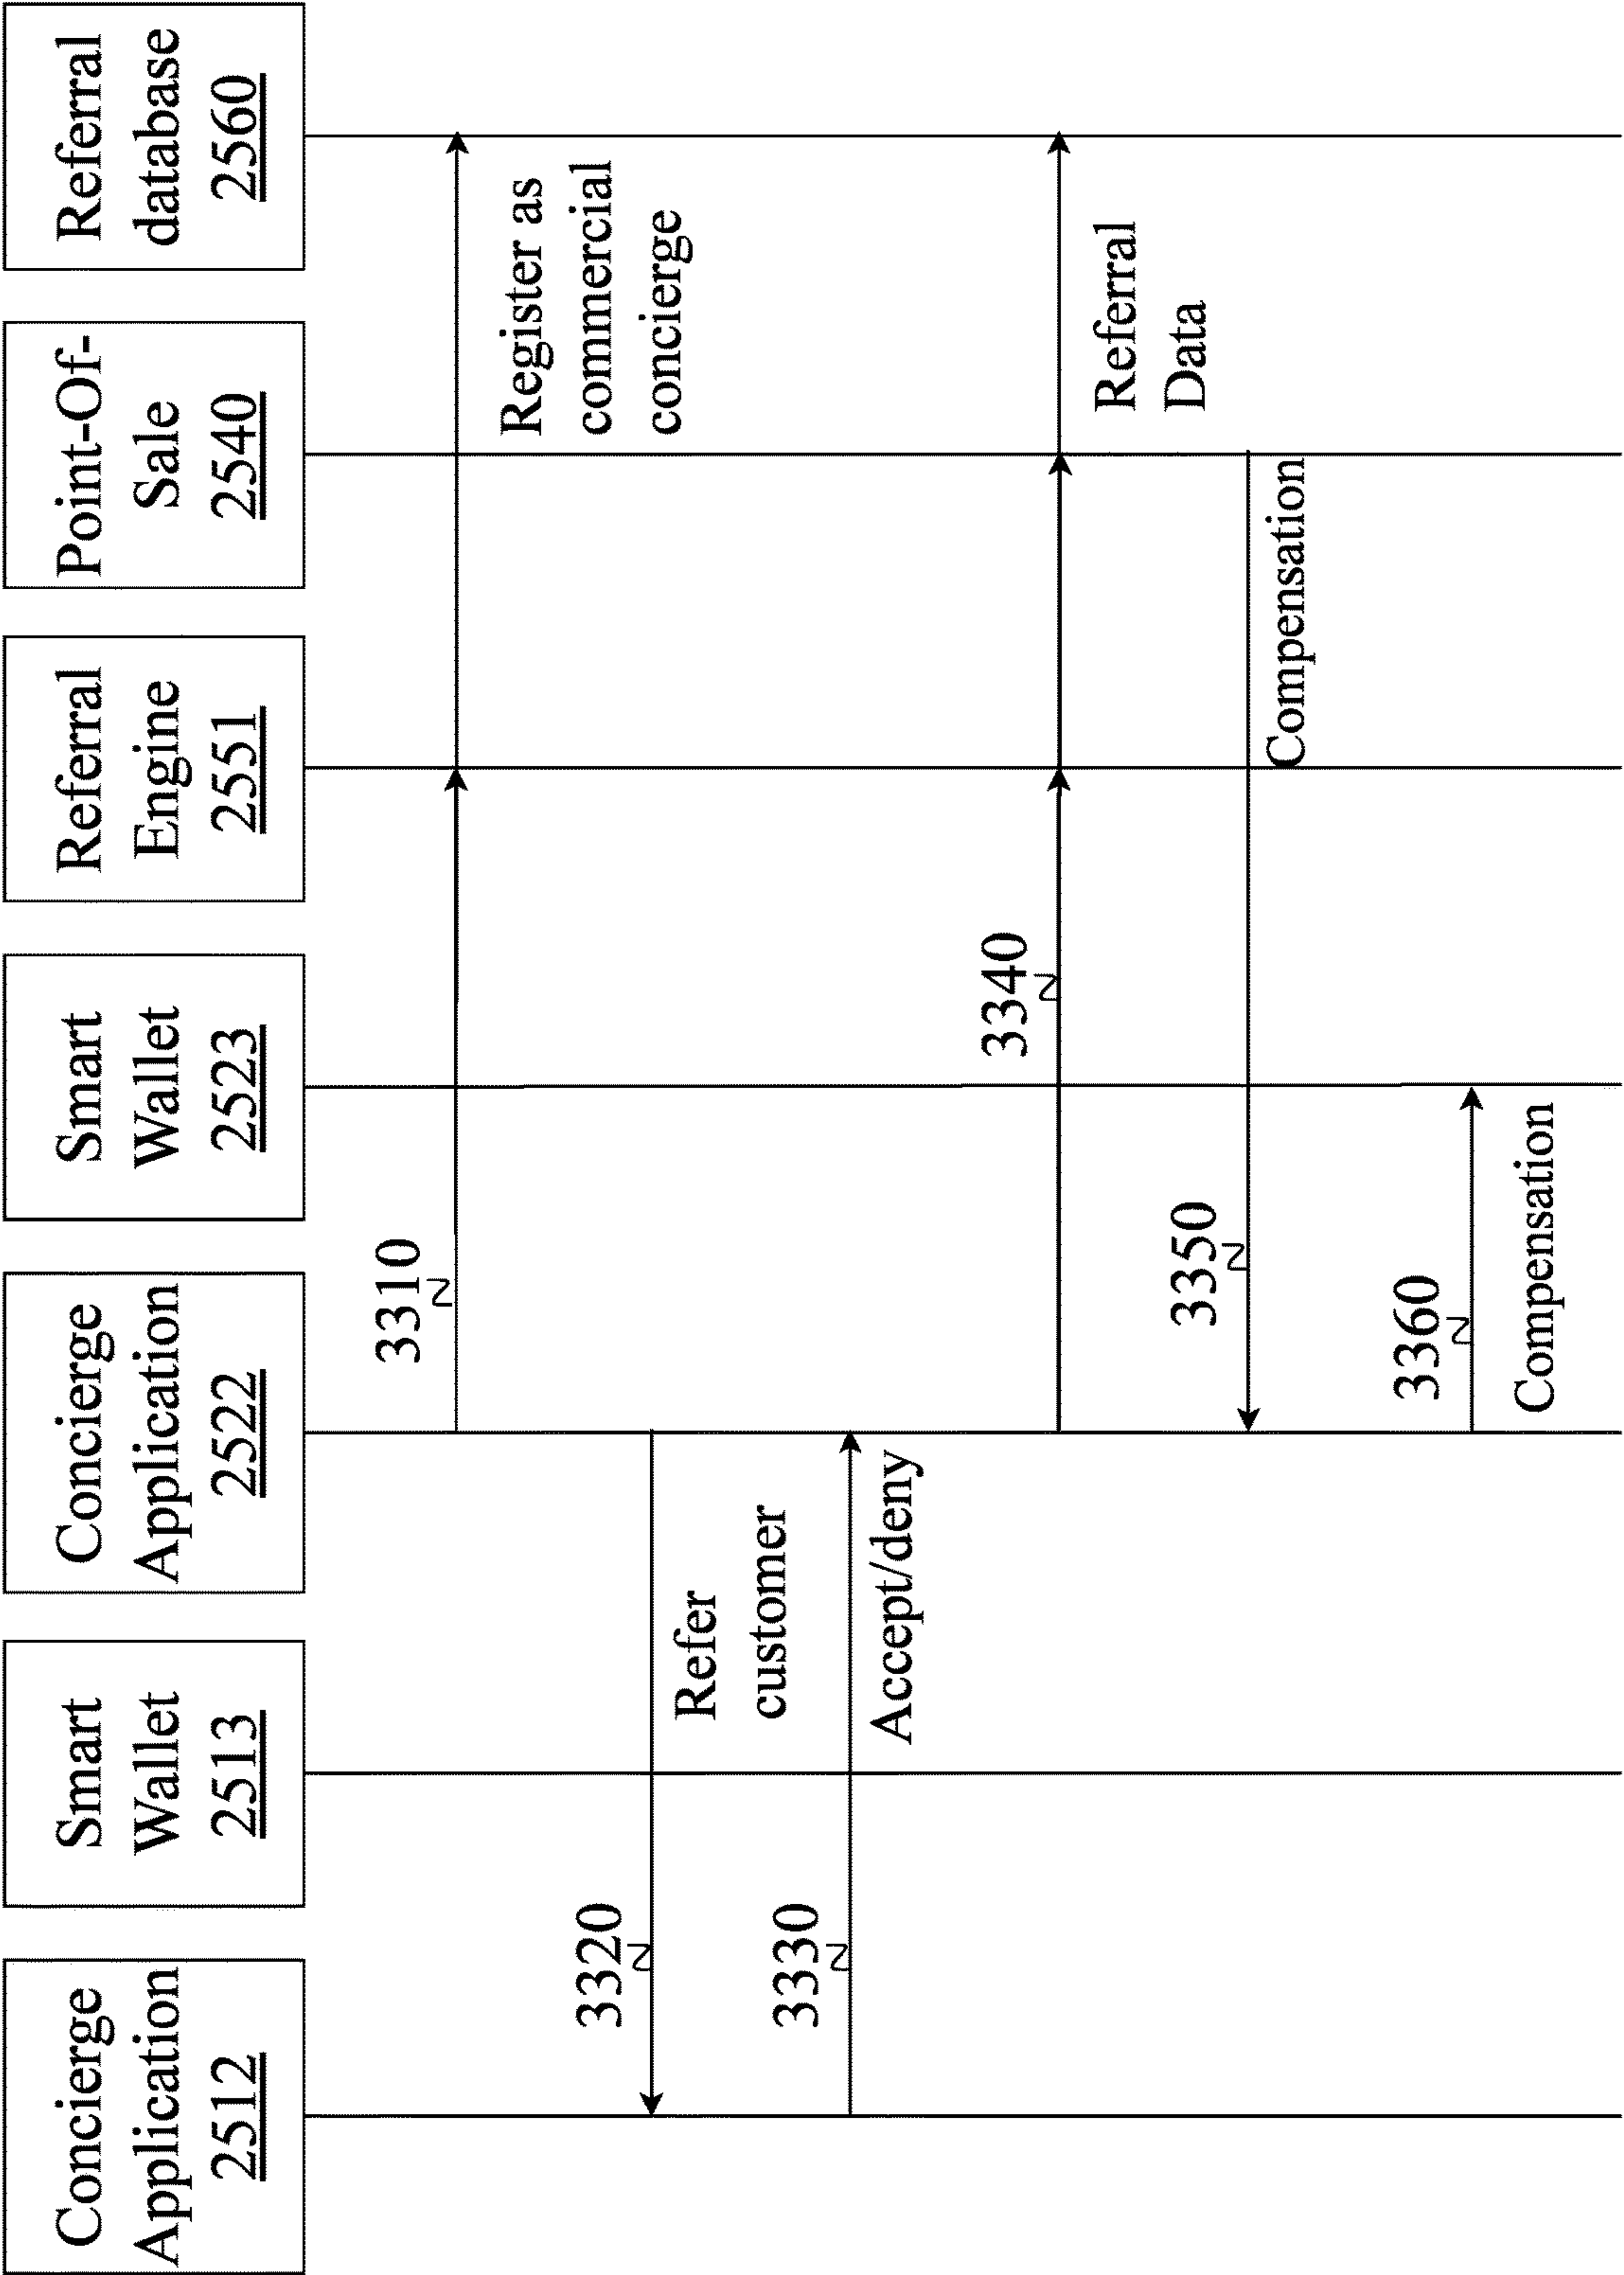 Concierge
Application
2512
Smart
Wallet
2513
Concierge
Application
2522
Smart
Wallet
2523
Referral
Engine
2551
Point-Of-
Sale
2540
Referral
database
2560
3310
Register as
commercial
concierge
3320
Refer
customer
3330
Accept/deny
3340
Referral
Data
3350
Compensation
3360
Compensation